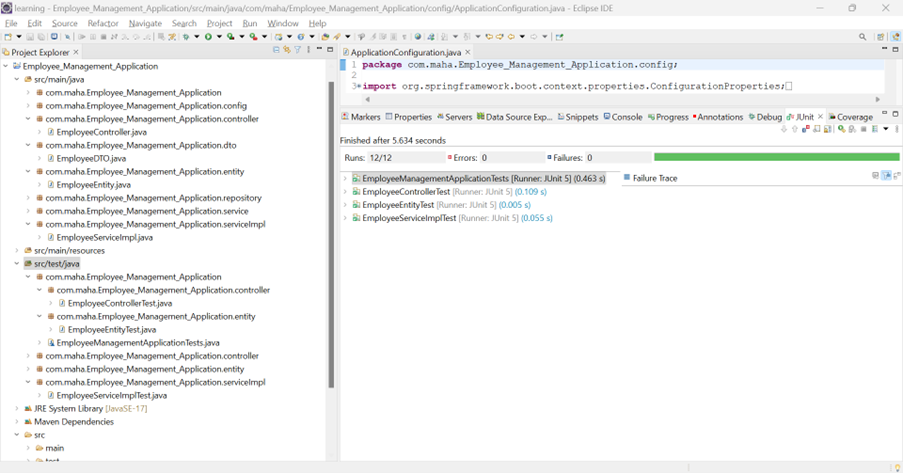 learning - Employee_Management_Application/src/main/java/com/maha/Employee_Management_Application/config/ApplicationConfiguration.java - Eclipse IDE
File Edit Source Refactor Navigate Search Project Run Window Help
Project Explorer
Employee_Management_Application
src/main/java
com.maha.Employee_Management_Application
com.maha.Employee_Management_Application.config
com.maha.Employee_Management_Application.controller
EmployeeController.java
com.maha.Employee_Management_Application.dto
EmployeeDTO.java
com.maha.Employee_Management_Application.entity
EmployeeEntity.java
com.maha.Employee_Management_Application.repository
com.maha.Employee_Management_Application.service
com.maha.Employee_Management_Application.serviceImpl
EmployeeServiceImpl.java
src/main/resources
src/test/java
com.maha.Employee_Management_Application
com.maha.Employee_Management_Application.controller
EmployeeControllerTest.java
com.maha.Employee_Management_Application.entity
EmployeeEntityTest.java
EmployeeManagementApplicationTests.java
com.maha.Employee_Management_Application.controller
com.maha.Employee_Management_Application.entity
com.maha.Employee_Management_Application.serviceImpl
EmployeeServiceImplTest.java
JRE System Library [JavaSE-17]
Maven Dependencies
src
main
test
ApplicationConfiguration.java
1 package com.maha.Employee_Management_Application.config;
2
3 import org.springframework.boot.context.properties.ConfigurationProperties;
Markers Properties Servers Data Source Exp... Snippets Console Progress Annotations Debug JUnit Coverage
Finished after 5.634 seconds
Runs: 12/12 Errors: 0 Failures: 0
EmployeeManagementApplicationTests [Runner: JUnit 5] (0.463 s)
EmployeeControllerTest [Runner: JUnit 5] (0.109 s)
EmployeeEntityTest [Runner: JUnit 5] (0.005 s)
EmployeeServiceImplTest [Runner: JUnit 5] (0.055 s)
Failure Trace